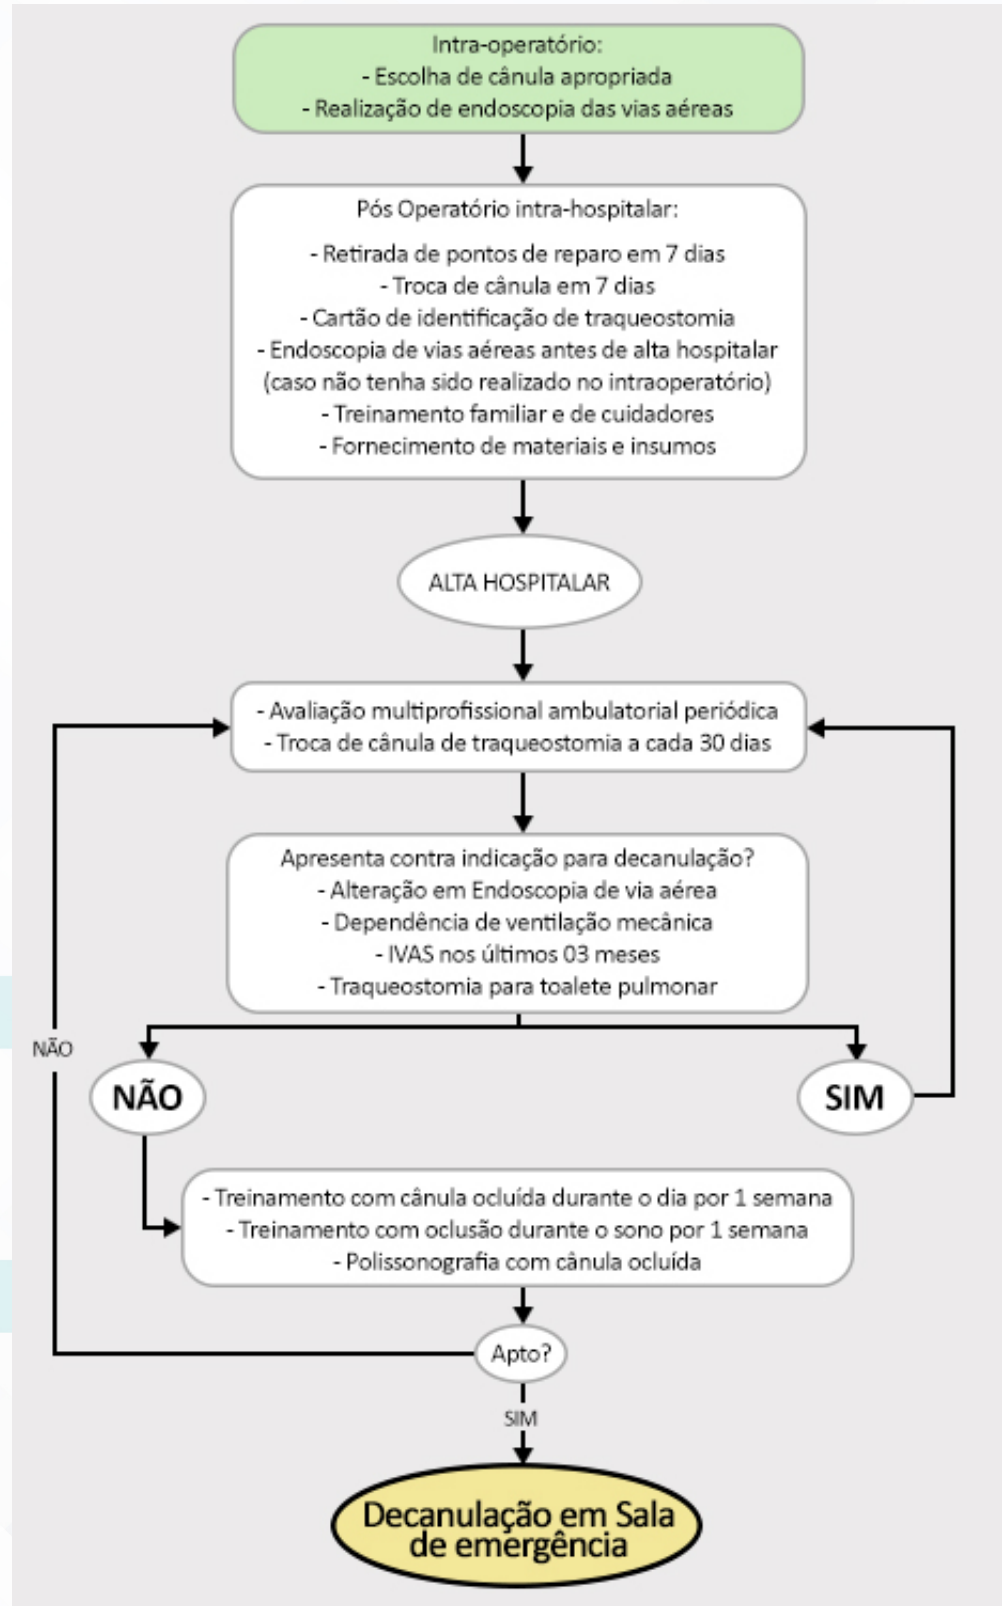 Intra-operatório:
- Escolha de cânula apropriada
- Realização de endoscopia das vias aéreas
Pós Operatório intra-hospitalar:
- Retirada de pontos de reparo em 7 dias
- Troca de cânula em 7 dias
- Cartão de identificação de traqueostomia
- Endoscopia de vias aéreas antes de alta hospitalar
(caso não tenha sido realizado no intraoperatório)
- Treinamento familiar e de cuidadores
- Fornecimento de materiais e insumos
ALTA HOSPITALAR
- Avaliação multiprofissional ambulatorial periódica
- Troca de cânula de traqueostomia a cada 30 dias
Apresenta contra indicação para decanulação?
- Alteração em Endoscopia de via aérea
- Dependência de ventilação mecânica
- IVAS nos últimos 03 meses
- Traqueostomia para toalete pulmonar
NÃO
NÃO
SIM
- Treinamento com cânula ocluída durante o dia por 1 semana
- Treinamento com oclusão durante o sono por 1 semana
- Polissonografia com cânula ocluída
Apto?
SIM
Decanulação em Sala
de emergência